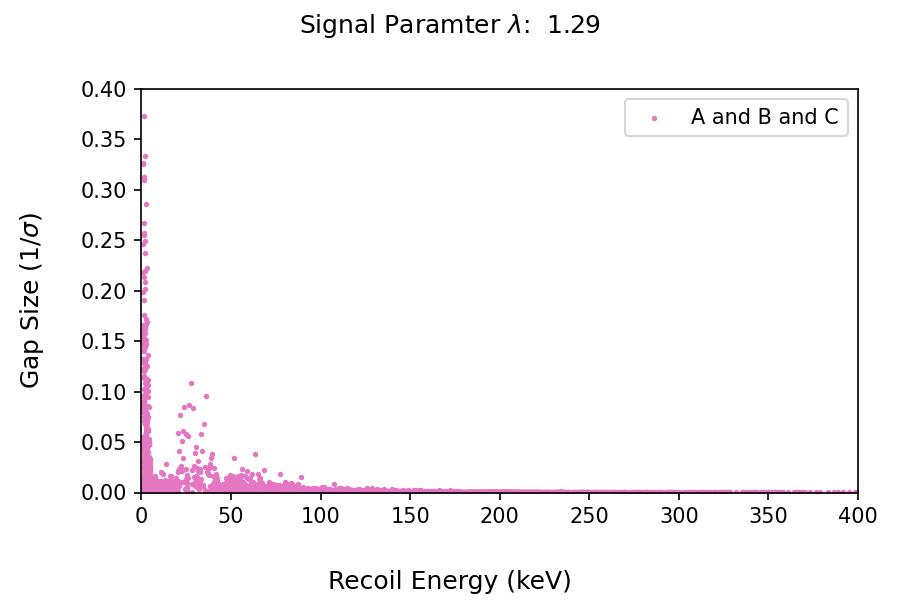 Signal Paramter λ: 1.29
0.40
0.35
0.30
0.25
0.20
0.15
0.10
0.05
0.00
Gap Size (1/σ)
A and B and C
0 50 100 150 200 250 300 350 400
Recoil Energy (keV)